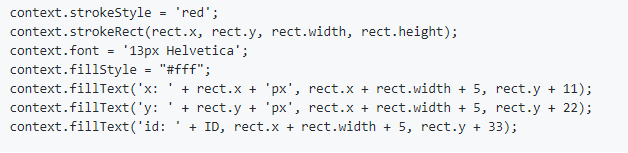 context.strokeStyle = 'red';
context.strokeRect(rect.x, rect.y, rect.width, rect.height);
context.font = '13px Helvetica';
context.fillStyle = "#fff";
context.fillText('x: ' + rect.x + 'px', rect.x + rect.width + 5, rect.y + 11);
context.fillText('y: ' + rect.y + 'px', rect.x + rect.width + 5, rect.y + 22);
context.fillText('id: ' + ID, rect.x + rect.width + 5, rect.y + 33);